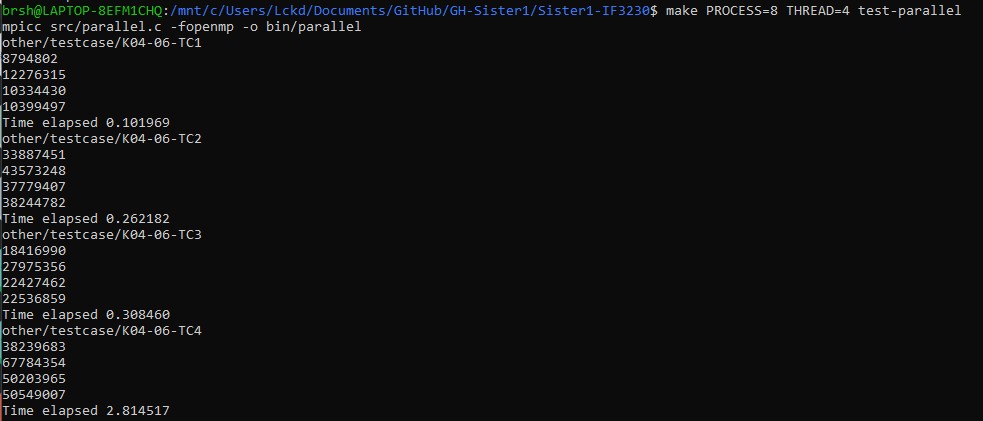 brsh@LAPTOP-8EFM1CHQ:/mnt/c/Users/Lckd/Documents/GitHub/GH-Sister1/Sister1-IF3230$ make PROCESS=8 THREAD=4 test-parallel
mpicc src/parallel.c -fopenmp -o bin/parallel
other/testcase/K04-06-TC1
8794802
12276315
10334430
10399497
Time elapsed 0.101969
other/testcase/K04-06-TC2
33887451
43573248
37779407
38244782
Time elapsed 0.262182
other/testcase/K04-06-TC3
18416990
27975356
22427462
22536859
Time elapsed 0.308460
other/testcase/K04-06-TC4
38239683
67784354
50203965
50549007
Time elapsed 2.814517